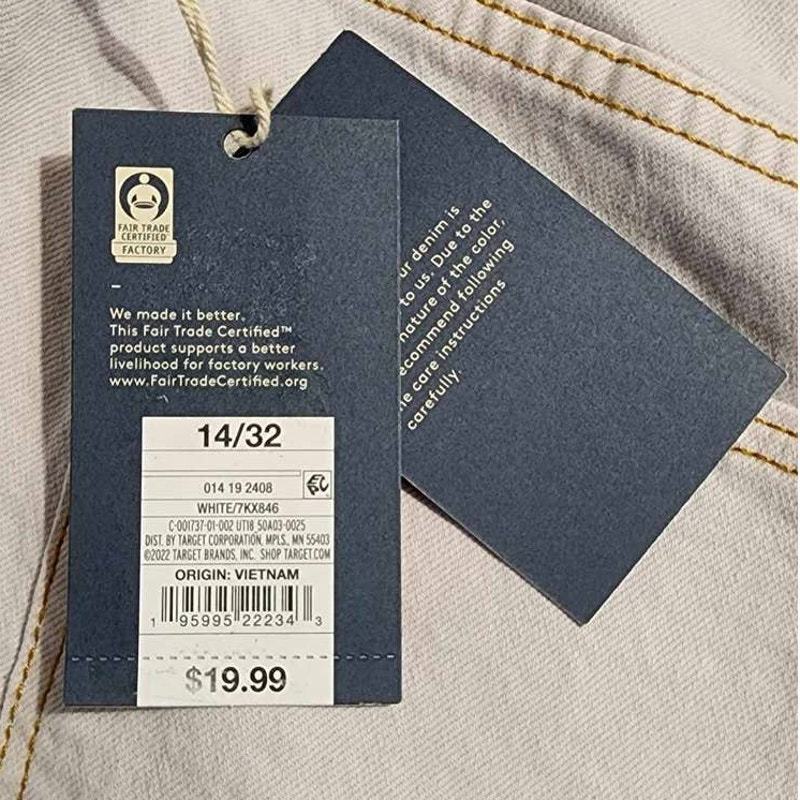 FAIR TRADE
CERTIFIED
FACTORY
We made it better.
This Fair Trade Certified™
product supports a better
livelihood for factory workers.
www.FairTradeCertified.org
14/32
014 19 2408
WHITE/7KX846
C-001737-01-002 UT18_50A03-0025
DIST. BY TARGET CORPORATION, MPLS., MN 55403
©2022 TARGET BRANDS, INC. SHOP TARGET.COM
ORIGIN: VIETNAM
1 95995 22234 3
$19.99
denim is
to us. Due to the
nature of the color,
following
care instructions
carefully.